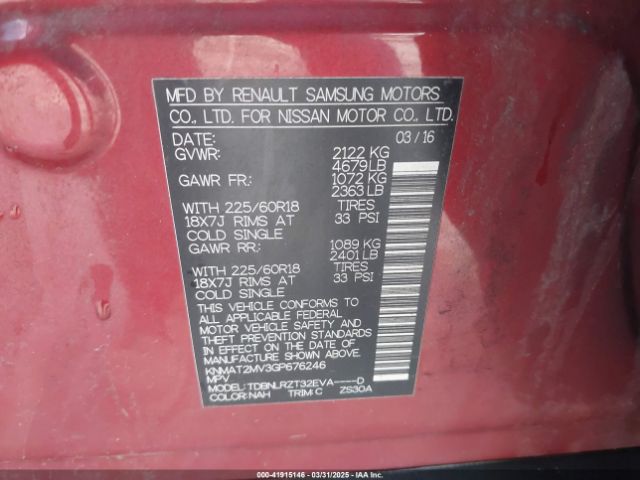 MFD BY RENAULT SAMSUNG MOTORS
CO., LTD. FOR NISSAN MOTOR CO., LTD.
DATE: 03/16
GVWR: 2122 KG
4679 LB
GAWR FR: 1072 KG
2363 LB
WITH 225/60R18 TIRES
18X7J RIMS AT 33 PSI
COLD SINGLE
GAWR RR: 1089 KG
2401 LB
WITH 225/60R18 TIRES
18X7J RIMS AT 33 PSI
COLD SINGLE
THIS VEHICLE CONFORMS TO
ALL APPLICABLE FEDERAL
MOTOR VEHICLE SAFETY AND
THEFT PREVENTION STANDARD
IN EFFECT ON THE DATE OF
MANUFACTURE SHOWN ABOVE.
KNMAT2MV3GP676246
MPV
MODEL: TDBNLRZT32EVA----D
COLOR: NAH TRIM: C ZS30A
000-41915146 - 03/31/2025 - IAAI.COM